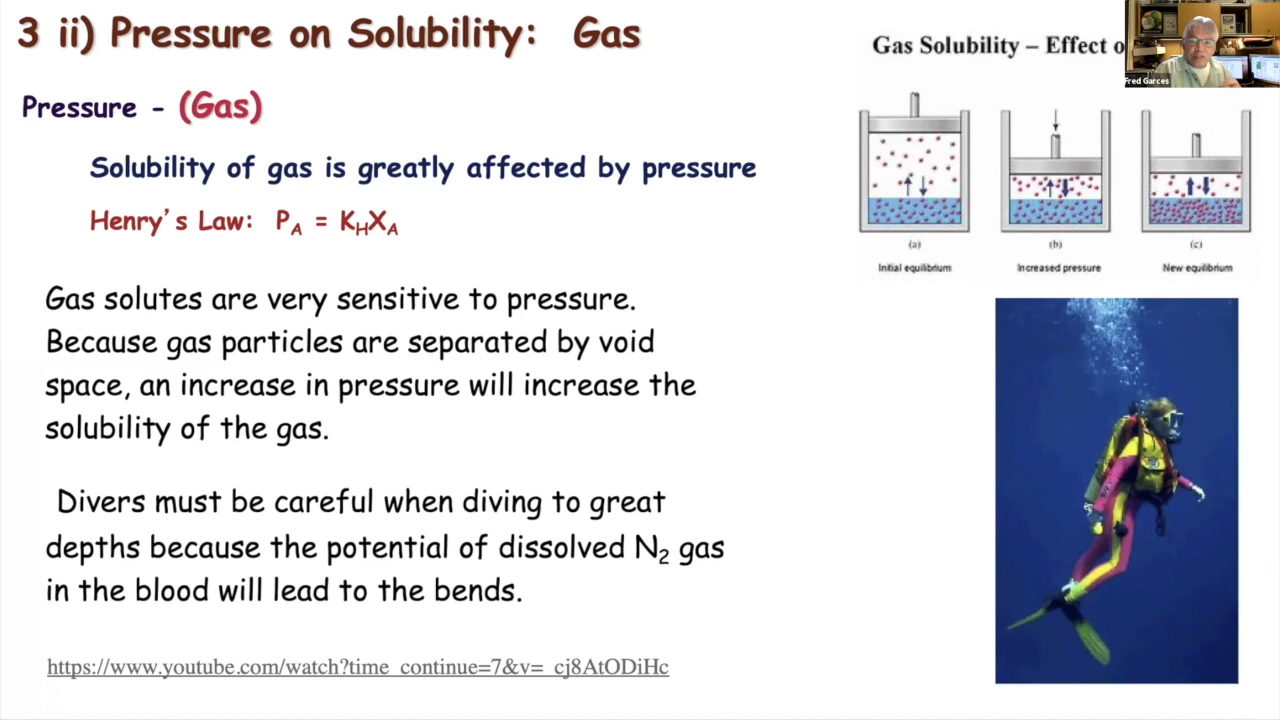 3 ii) Pressure on Solubility: Gas
Pressure - (Gas)
Solubility of gas is greatly affected by pressure
Henry's Law: PA = KHXA
Gas solutes are very sensitive to pressure.
Because gas particles are separated by void
space, an increase in pressure will increase the
solubility of the gas.
Divers must be careful when diving to great
depths because the potential of dissolved N2 gas
in the blood will lead to the bends.
https://www.youtube.com/watch?time_continue=7&v=_cj8AtODiHc
Gas Solubility – Effect o
Fred Garces
(a) (b) (c)
Initial equilibrium Increased pressure New equilibrium